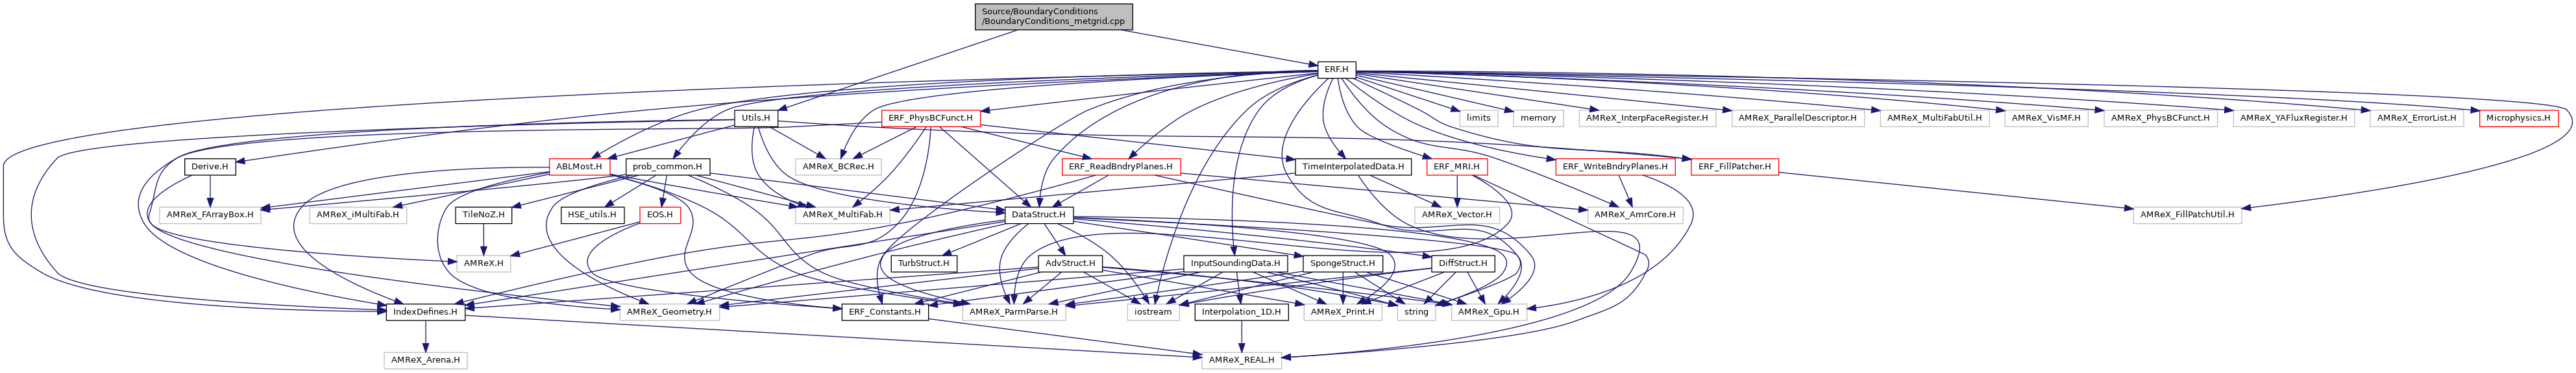 Source/BoundaryConditions
/BoundaryConditions_metgrid.cpp
ERF.H
Utils.H
ERF_PhysBCFunct.H
limits
memory
AMReX_InterpFaceRegister.H
AMReX_ParallelDescriptor.H
AMReX_MultiFabUtil.H
AMReX_VisMF.H
AMReX_PhysBCFunct.H
AMReX_YAFluxRegister.H
AMReX_ErrorList.H
Microphysics.H
Derive.H
ABLMost.H
prob_common.H
AMReX_BCRec.H
ERF_ReadBndryPlanes.H
TimeInterpolatedData.H
ERF_MRI.H
ERF_WriteBndryPlanes.H
ERF_FillPatcher.H
AMReX_FArrayBox.H
AMReX_iMultiFab.H
TileNoZ.H
HSE_utils.H
EOS.H
AMReX_MultiFab.H
DataStruct.H
AMReX_Vector.H
AMReX_AmrCore.H
AMReX_FillPatchUtil.H
AMReX.H
TurbStruct.H
AdvStruct.H
InputSoundingData.H
SpongeStruct.H
DiffStruct.H
IndexDefines.H
AMReX_Geometry.H
ERF_Constants.H
AMReX_ParmParse.H
iostream
Interpolation_1D.H
AMReX_Print.H
string
AMReX_Gpu.H
AMReX_Arena.H
AMReX_REAL.H